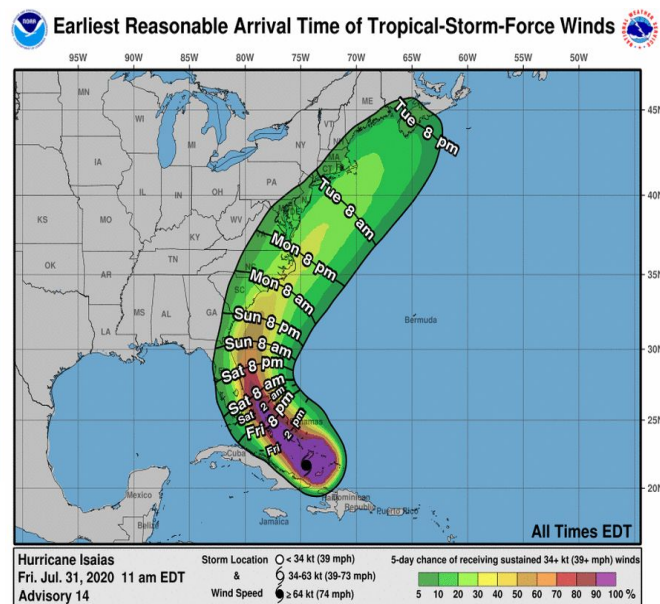 Earliest Reasonable Arrival Time of Tropical-Storm-Force Winds
95W 90W 85W 80W 75W 70W 65W 60W 55W 50W
MN
ME
45N
WI
VT
MI
NY
MA
CT
IA
PA
40N
IL
IN
OH
KS
MO
WV
KY
OK
TN
35N
AR
SC
MS
AL
GA
LA
Bermuda
30N
25N
Cuba
20N
Mexico
Dominican
Republic
Puerto Rico
Jamaica
Belize
Tue 8 pm
Tue 8 am
Mon 8 pm
Mon 8 am
Sun 8 pm
Sun 8 am
Sat 8 pm
Sat 8 am
Sat 2 am
Fri 8 pm
Fri 2 pm
All Times EDT
Hurricane Isaias
Fri. Jul. 31, 2020 11 am EDT
Advisory 14
Storm Location
&
Wind Speed
< 34 kt (39 mph)
34-63 kt (39-73 mph)
≥ 64 kt (74 mph)
5-day chance of receiving sustained 34+ kt (39+ mph) winds
5 10 20 30 40 50 60 70 80 90 100 %